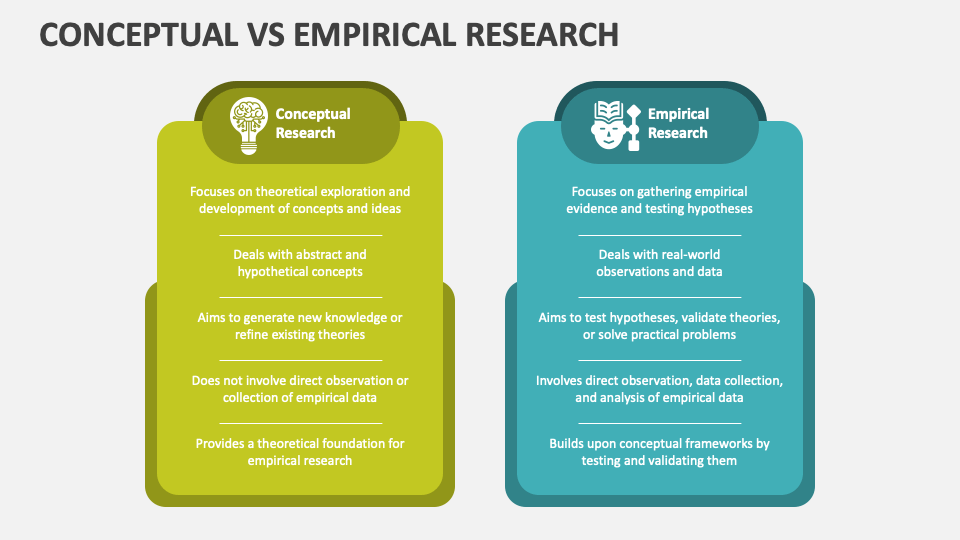 CONCEPTUAL VS EMPIRICAL RESEARCH
Conceptual
Research
Focuses on theoretical exploration and
development of concepts and ideas
Deals with abstract and
hypothetical concepts
Aims to generate new knowledge or
refine existing theories
Does not involve direct observation or
collection of empirical data
Provides a theoretical foundation for
empirical research
Empirical
Research
Focuses on gathering empirical
evidence and testing hypotheses
Deals with real-world
observations and data
Aims to test hypotheses, validate theories,
or solve practical problems
Involves direct observation, data collection,
and analysis of empirical data
Builds upon conceptual frameworks by
testing and validating them